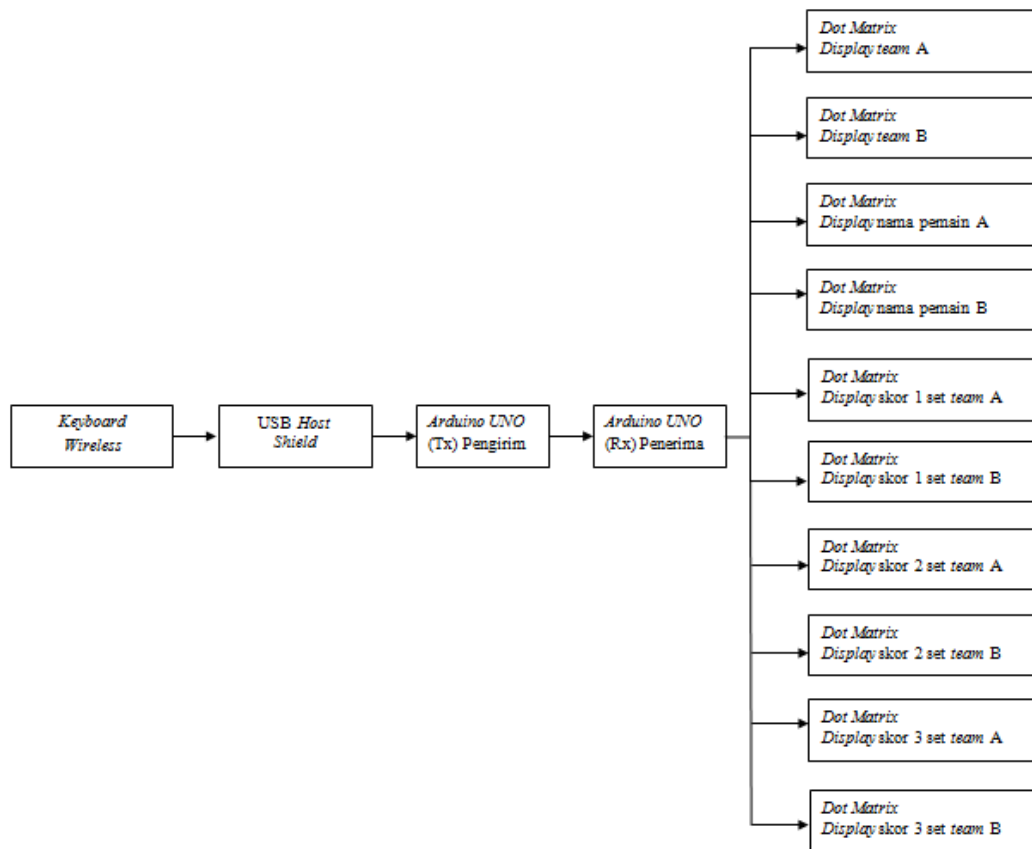 Dot Matrix
Display team A
Dot Matrix
Display team B
Dot Matrix
Display nama pemain A
Dot Matrix
Display nama pemain B
Dot Matrix
Display skor 1 set team A
Keyboard
Wireless
USB Host
Shield
Arduino UNO
(Tx) Pengirim
Arduino UNO
(Rx) Penerima
Dot Matrix
Display skor 1 set team B
Dot Matrix
Display skor 2 set team A
Dot Matrix
Display skor 2 set team B
Dot Matrix
Display skor 3 set team A
Dot Matrix
Display skor 3 set team B